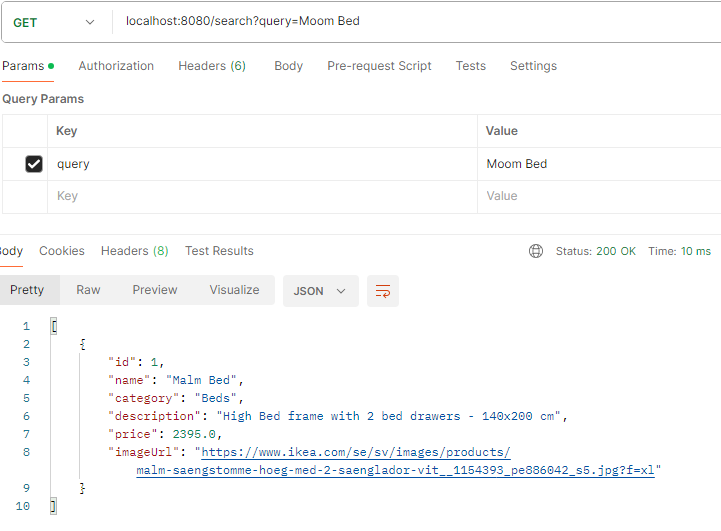 GET localhost:8080/search?query=Moom Bed
Params Authorization Headers (6) Body Pre-request Script Tests Settings
Query Params
Key Value
query Moom Bed
Key Value
Body Cookies Headers (8) Test Results Status: 200 OK Time: 10 ms
Pretty Raw Preview Visualize JSON
1 [
2 {
3 "id": 1,
4 "name": "Malm Bed",
5 "category": "Beds",
6 "description": "High Bed frame with 2 bed drawers - 140x200 cm",
7 "price": 2395.0,
8 "imageUrl": "https://www.ikea.com/se/sv/images/products/
malm-saengstomme-hoeg-med-2-saenglador-vit__1154393_pe886042_s5.jpg?f=xl"
9 }
10 ]